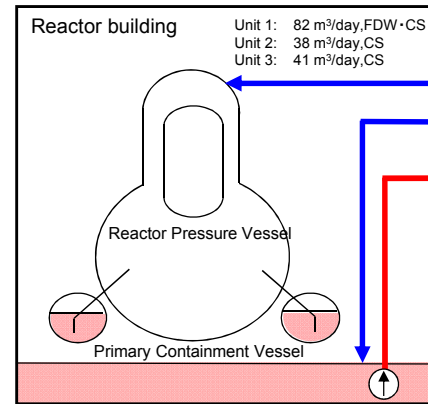 Reactor building
Unit 1: 82 m³/day,FDW・CS
Unit 2: 38 m³/day,CS
Unit 3: 41 m³/day,CS
Reactor Pressure Vessel
Primary Containment Vessel